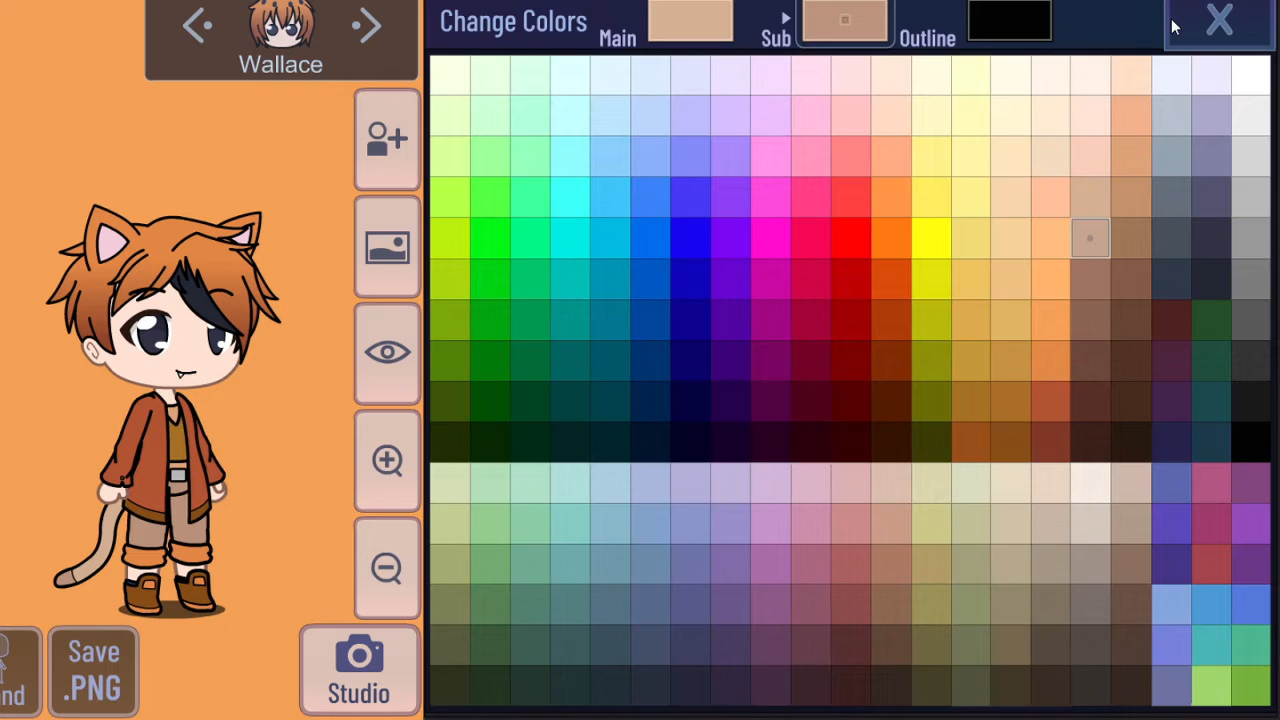 Change Colors
Main
Sub
Outline
X
Wallace
nd
Save
.PNG
Studio